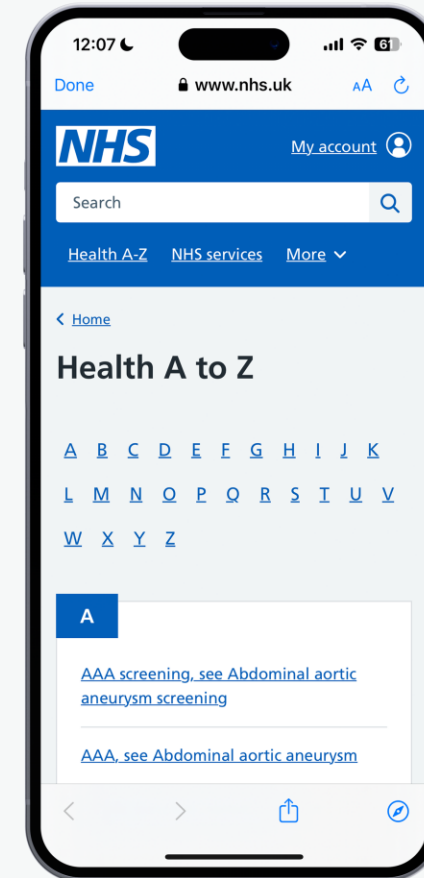 12:07 61
Done www.nhs.uk AA
NHS My account
Search
Health A-Z NHS services More
Home
Health A to Z
A B C D E F G H I J K
L M N O P Q R S T U V
W X Y Z
A
AAA screening, see Abdominal aortic
aneurysm screening
AAA, see Abdominal aortic aneurysm